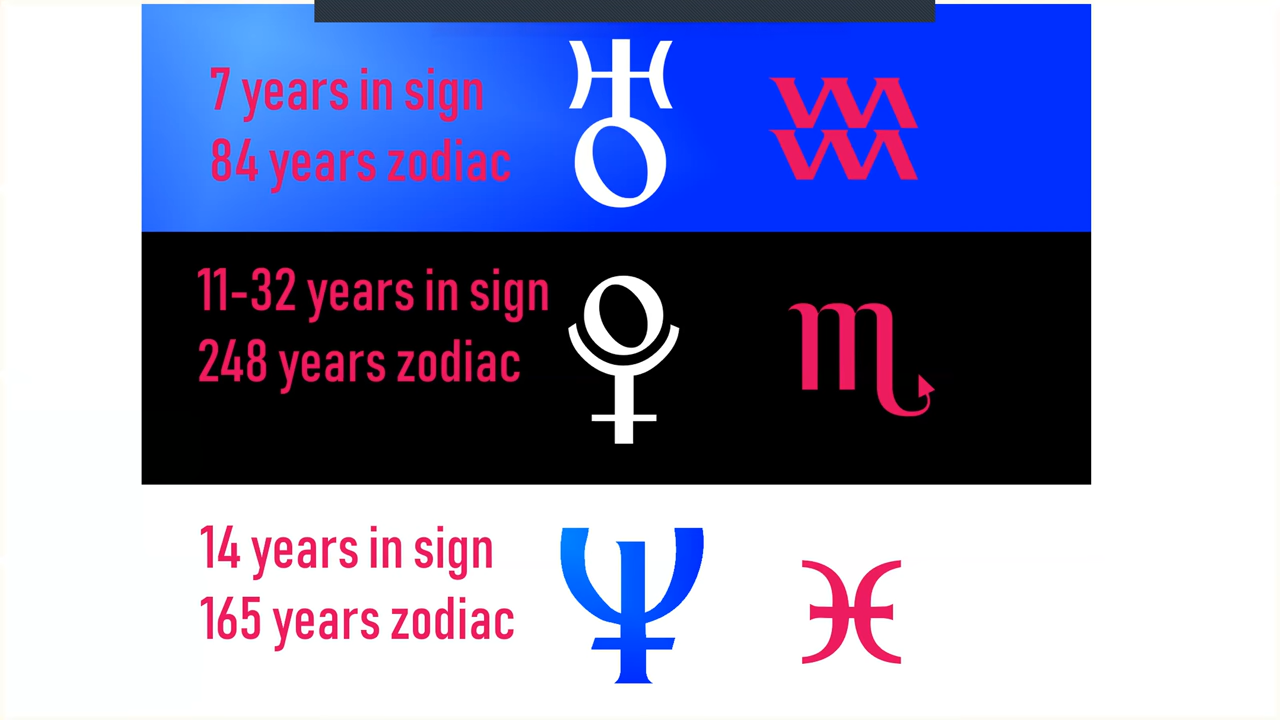 7 years in sign
84 years zodiac
11-32 years in sign
248 years zodiac
14 years in sign
165 years zodiac